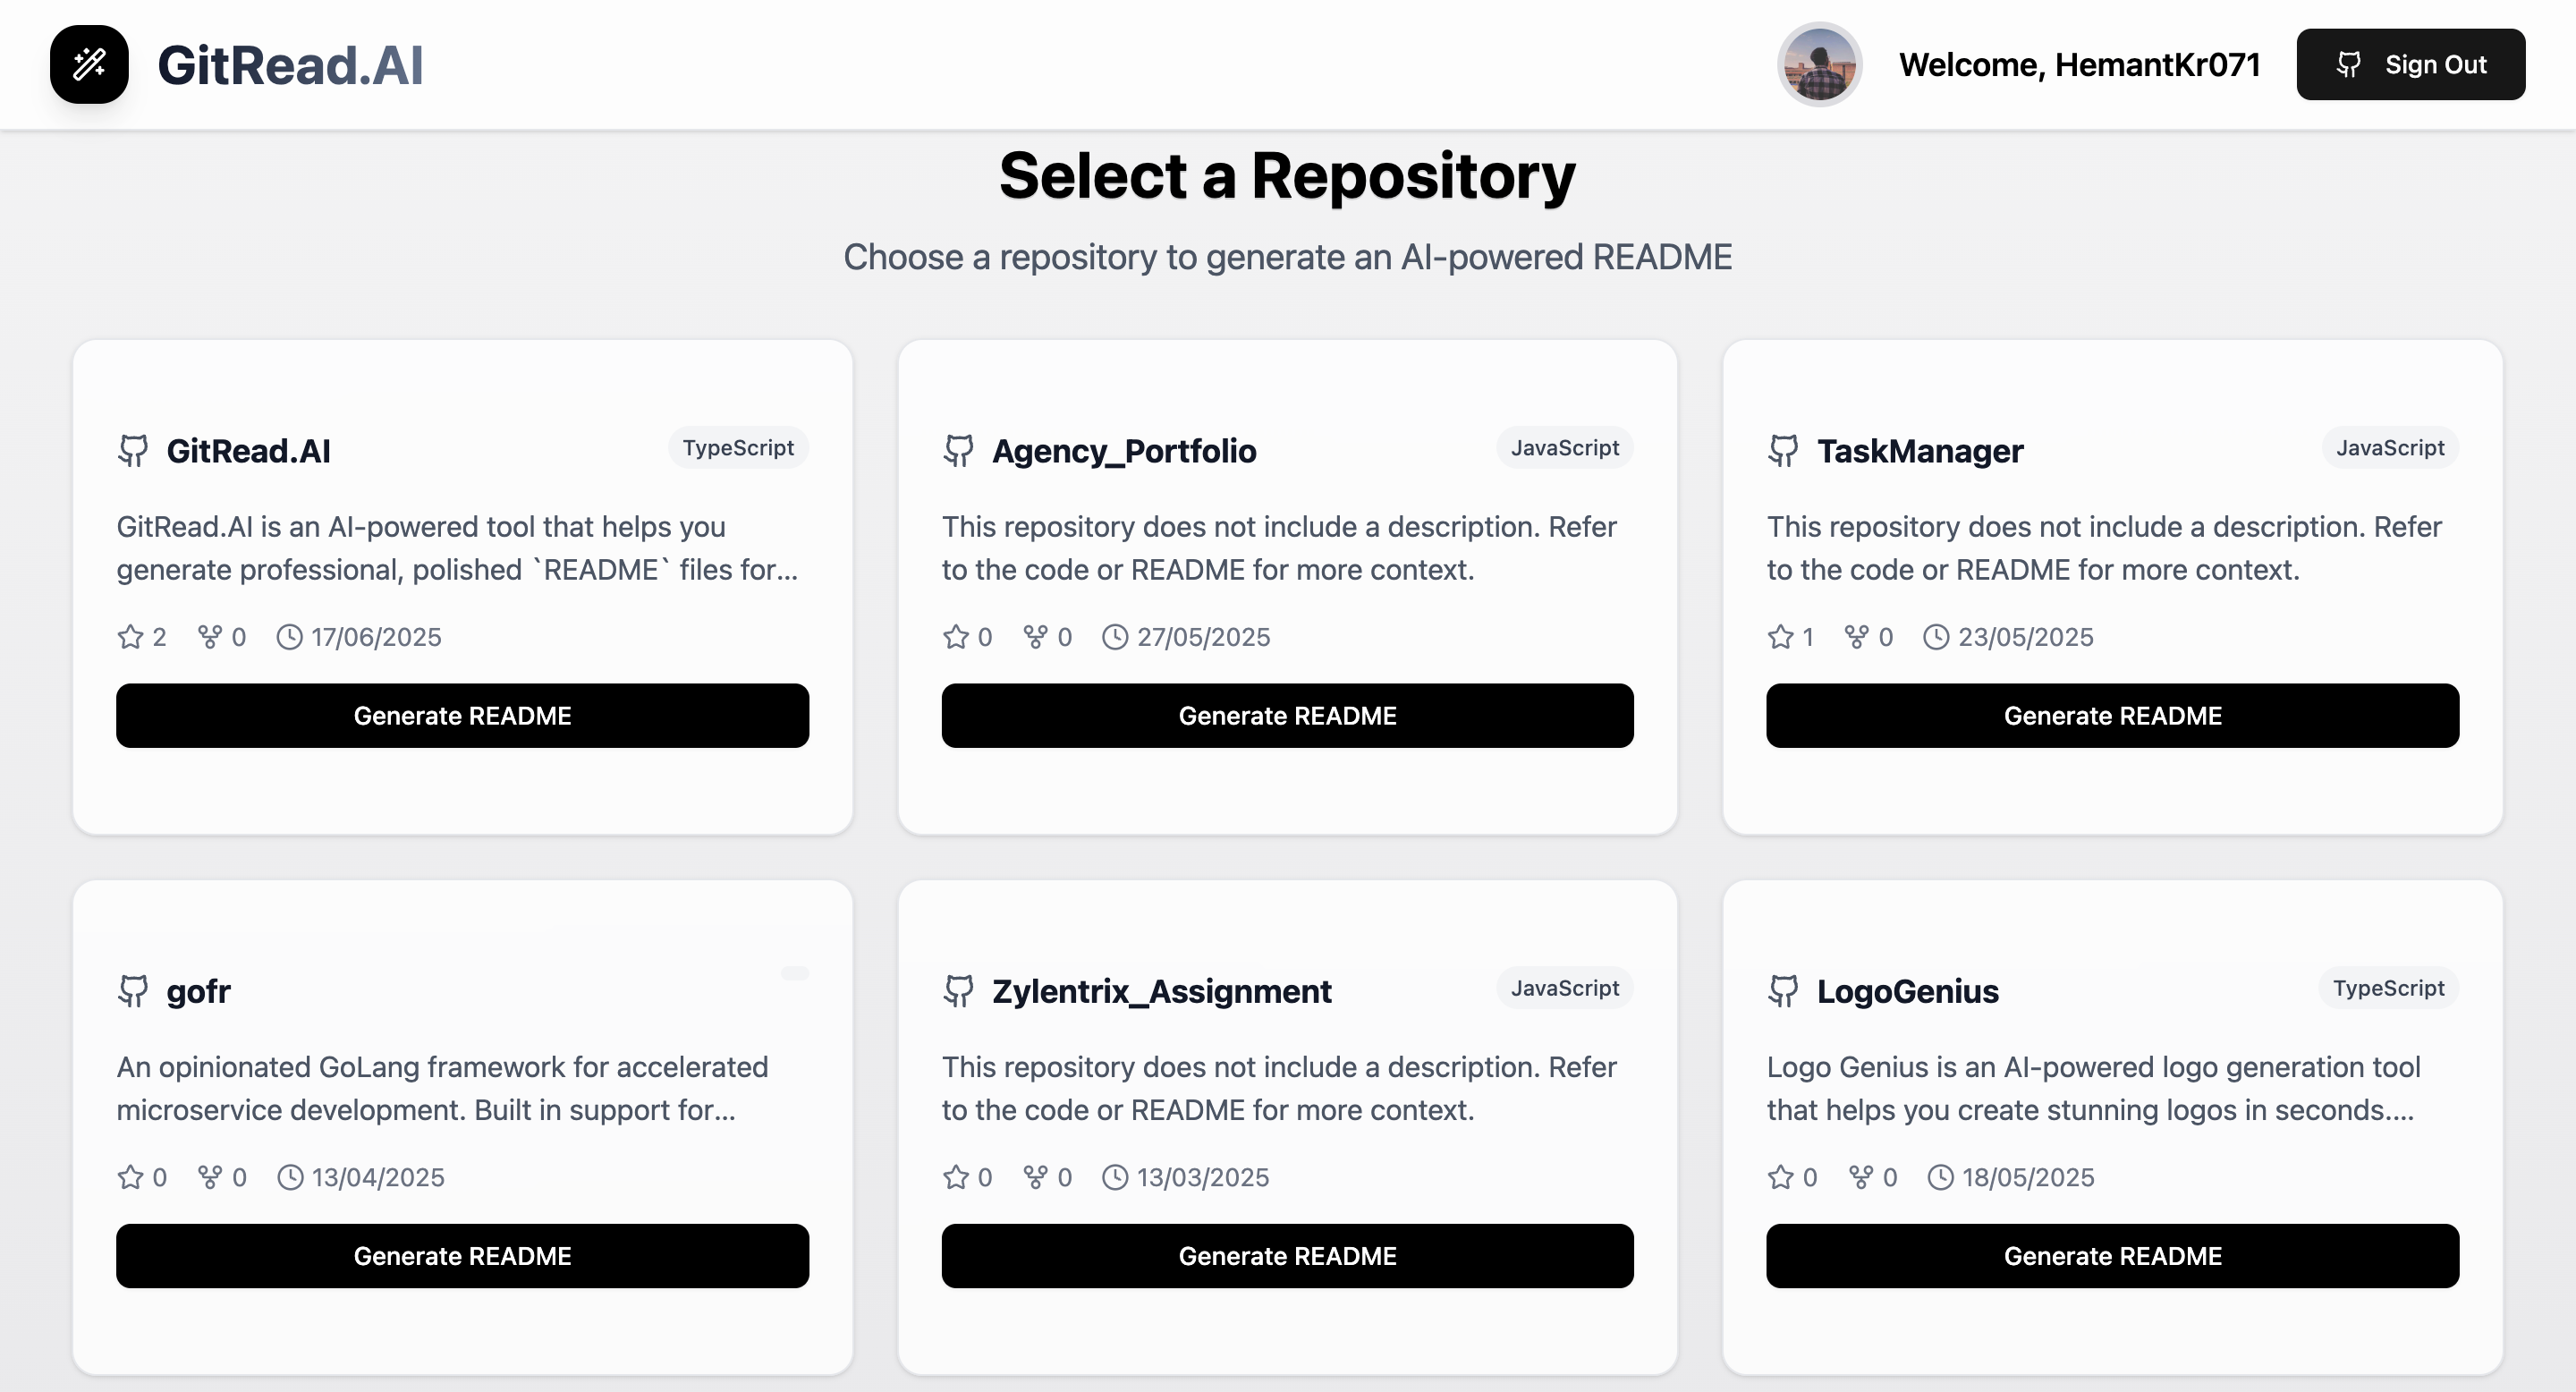 GitRead.AI
Welcome, HemantKr071
Sign Out
Select a Repository
Choose a repository to generate an AI-powered README
GitRead.AI
TypeScript
GitRead.AI is an AI-powered tool that helps you
generate professional, polished `README` files for...
2
0
17/06/2025
Generate README
Agency_Portfolio
JavaScript
This repository does not include a description. Refer
to the code or README for more context.
0
0
27/05/2025
Generate README
TaskManager
JavaScript
This repository does not include a description. Refer
to the code or README for more context.
1
0
23/05/2025
Generate README
gofr
An opinionated GoLang framework for accelerated
microservice development. Built in support for...
0
0
13/04/2025
Generate README
Zylentrix_Assignment
JavaScript
This repository does not include a description. Refer
to the code or README for more context.
0
0
13/03/2025
Generate README
LogoGenius
TypeScript
Logo Genius is an AI-powered logo generation tool
that helps you create stunning logos in seconds....
0
0
18/05/2025
Generate README